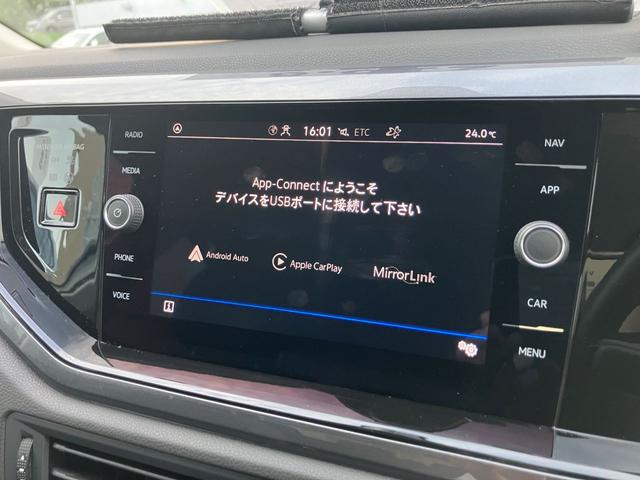 RADIO
MEDIA
PHONE
VOICE
16:01 ETC 24.0℃
App-Connect にようこそ
デバイスをUSBポートに接続して下さい
Android Auto
Apple CarPlay
MirrorLink
NAV
APP
CAR
MENU